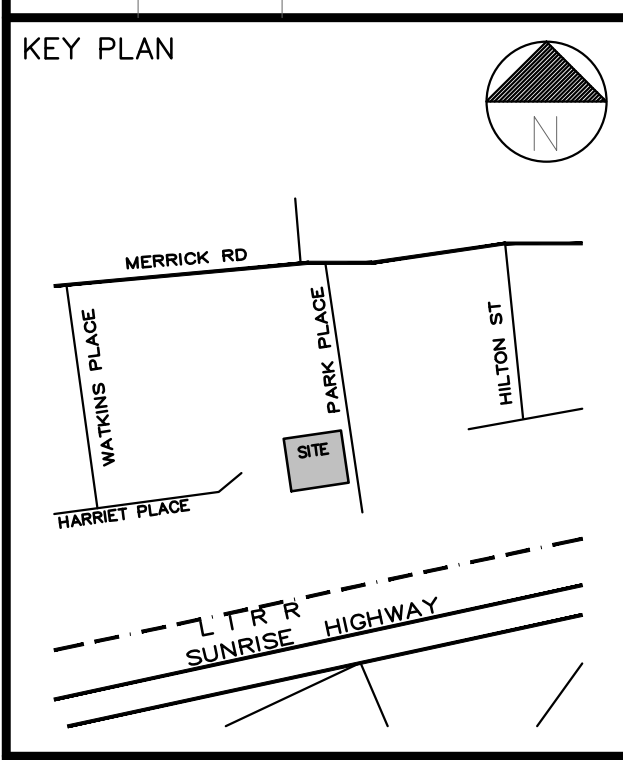 KEY PLAN
N
MERRICK RD
WATKINS PLACE
PARK PLACE
HILTON ST
SITE
HARRIET PLACE
L T R R
SUNRISE HIGHWAY